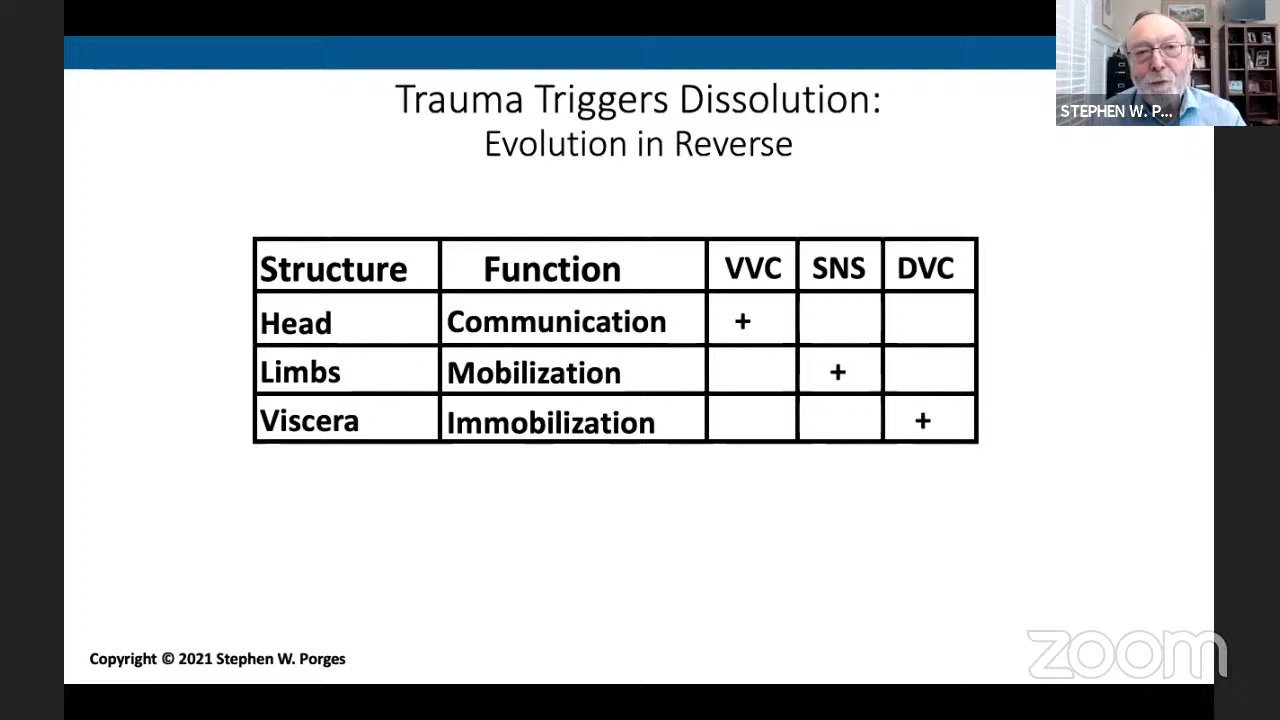 Trauma Triggers Dissolution:
Evolution in Reverse
STEPHEN W. P...
Structure Function VVC SNS DVC
Head Communication +
Limbs Mobilization +
Viscera Immobilization +
Copyright © 2021 Stephen W. Porges
zoom